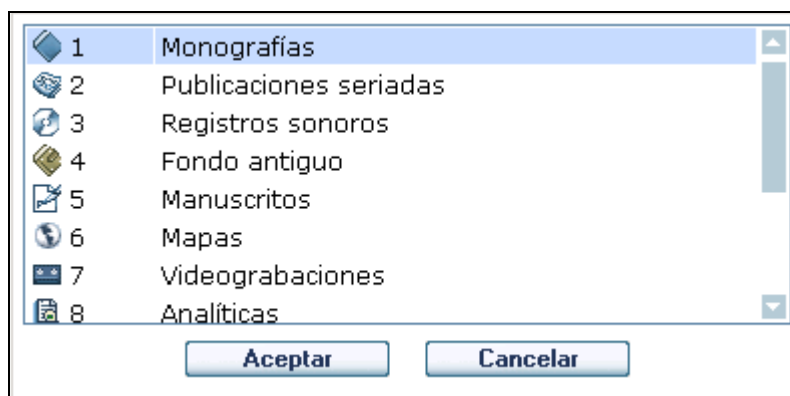 1 Monografías
2 Publicaciones seriadas
3 Registros sonoros
4 Fondo antiguo
5 Manuscritos
6 Mapas
7 Videograbaciones
8 Analíticas
Aceptar Cancelar